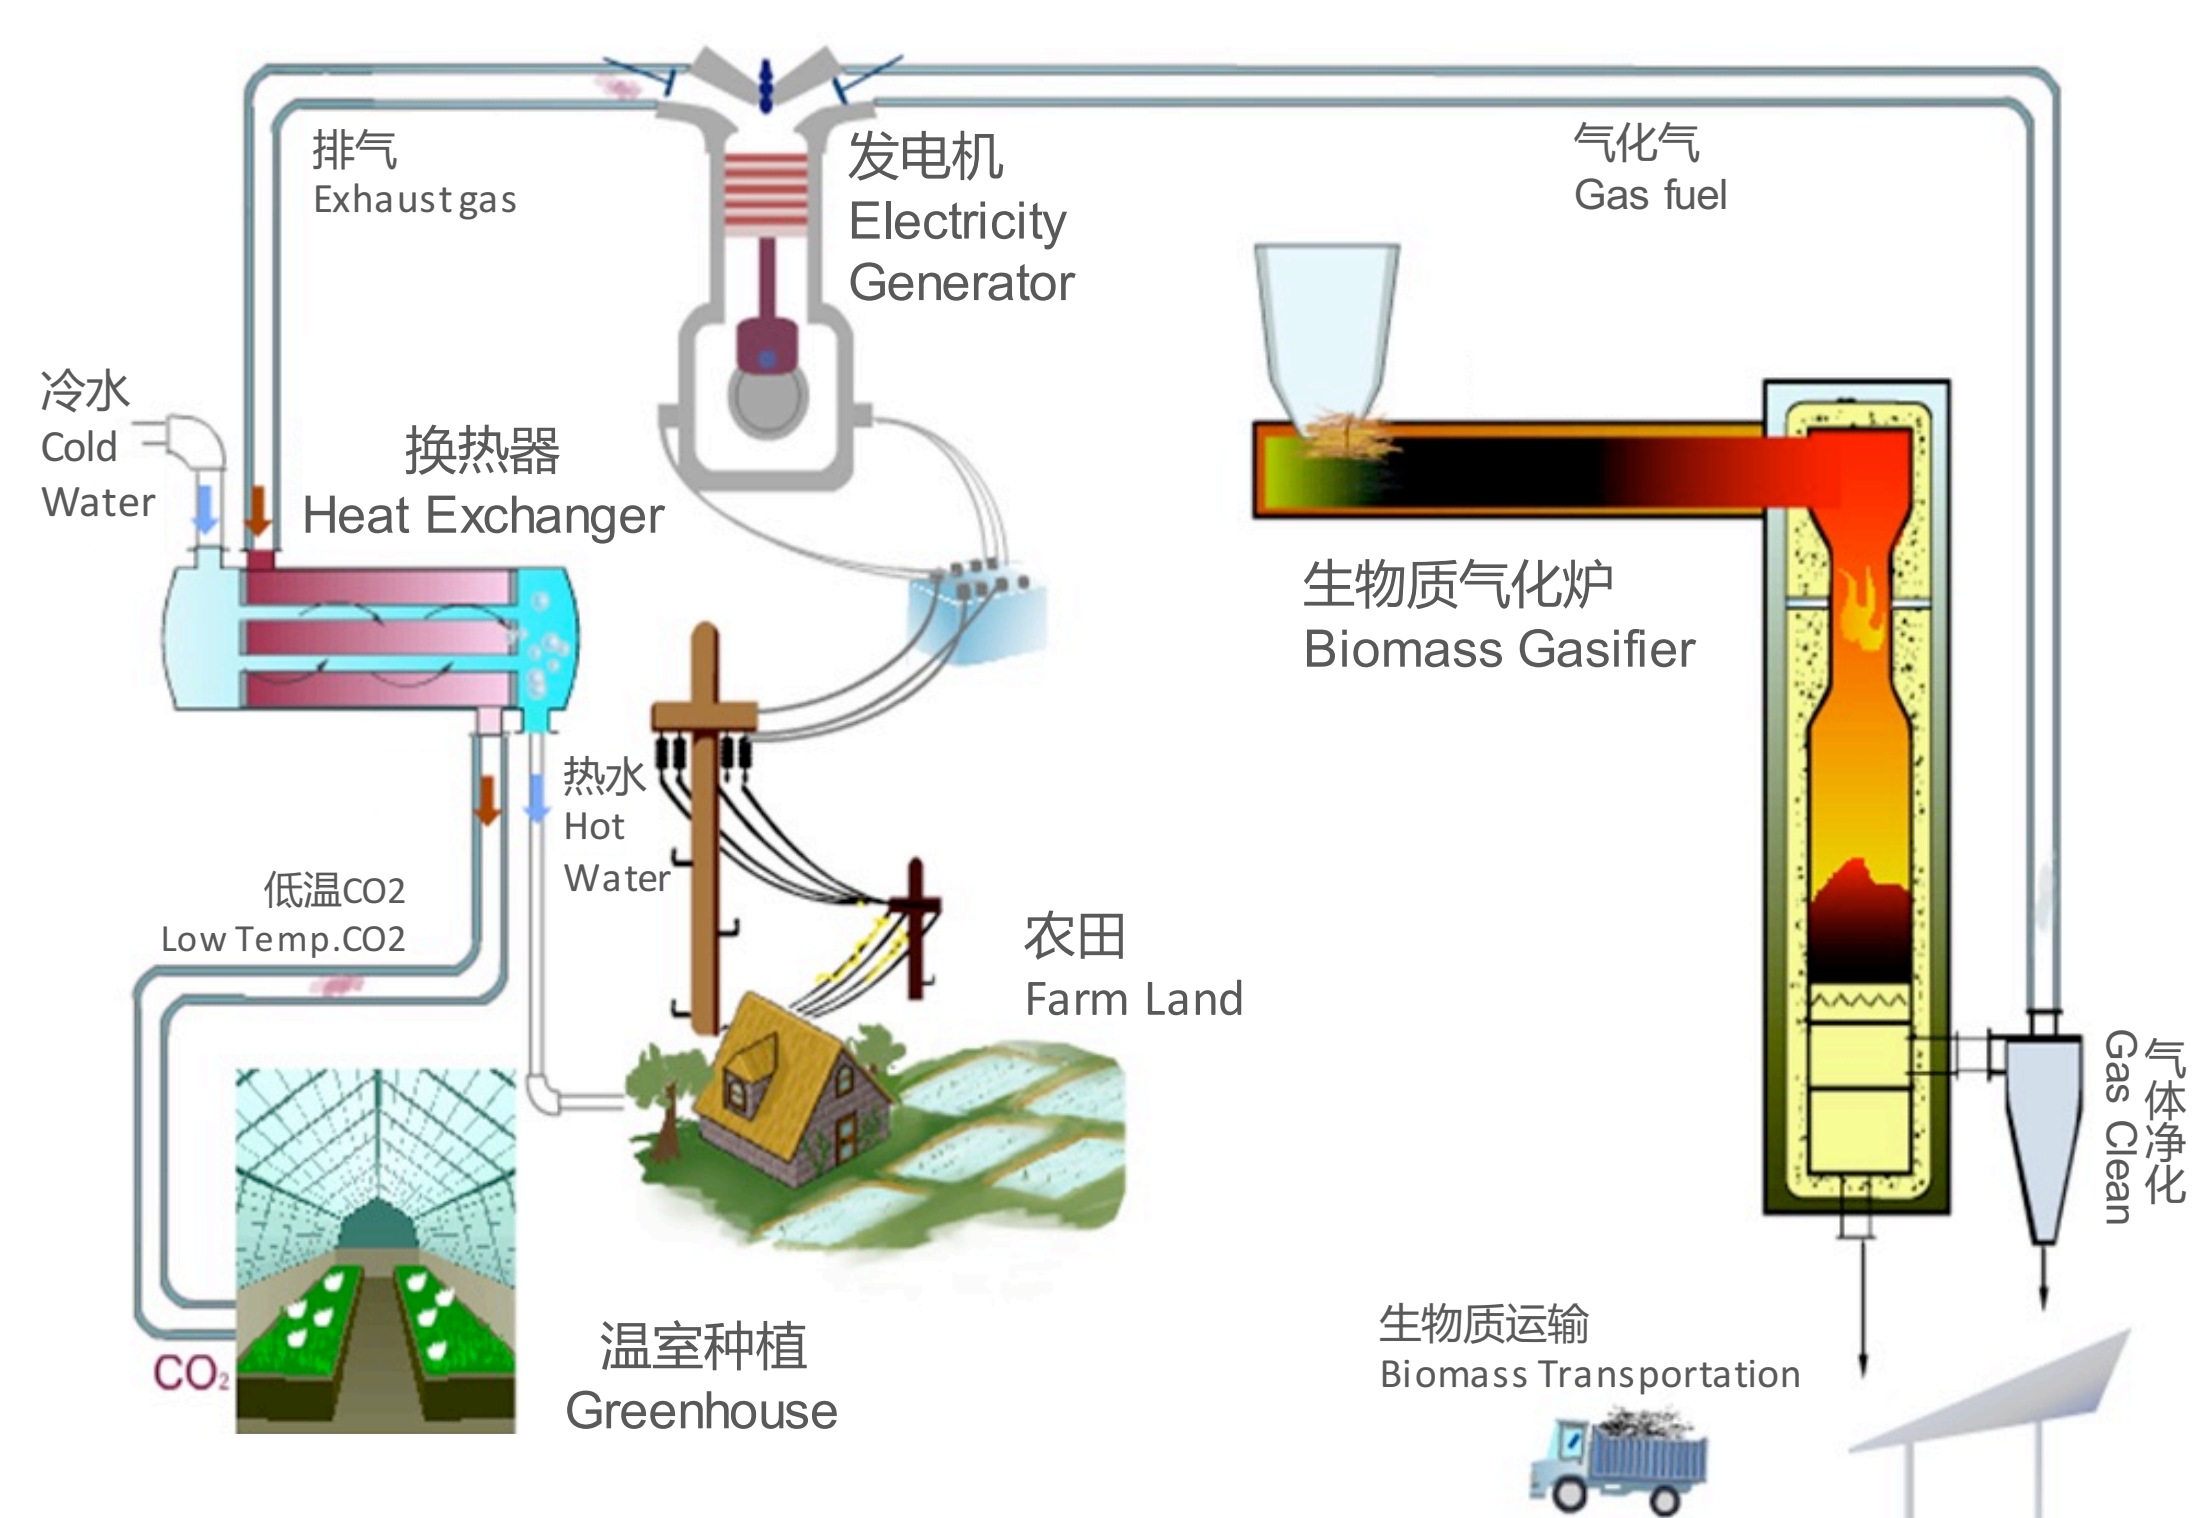 排气
Exhaust gas
发电机
Electricity
Generator
气化气
Gas fuel
冷水
Cold
Water
换热器
Heat Exchanger
生物质气化炉
Biomass Gasifier
热水
Hot
Water
低温CO2
Low Temp.CO2
农田
Farm Land
气体净化
Gas Clean
CO₂
温室种植
Greenhouse
生物质运输
Biomass Transportation